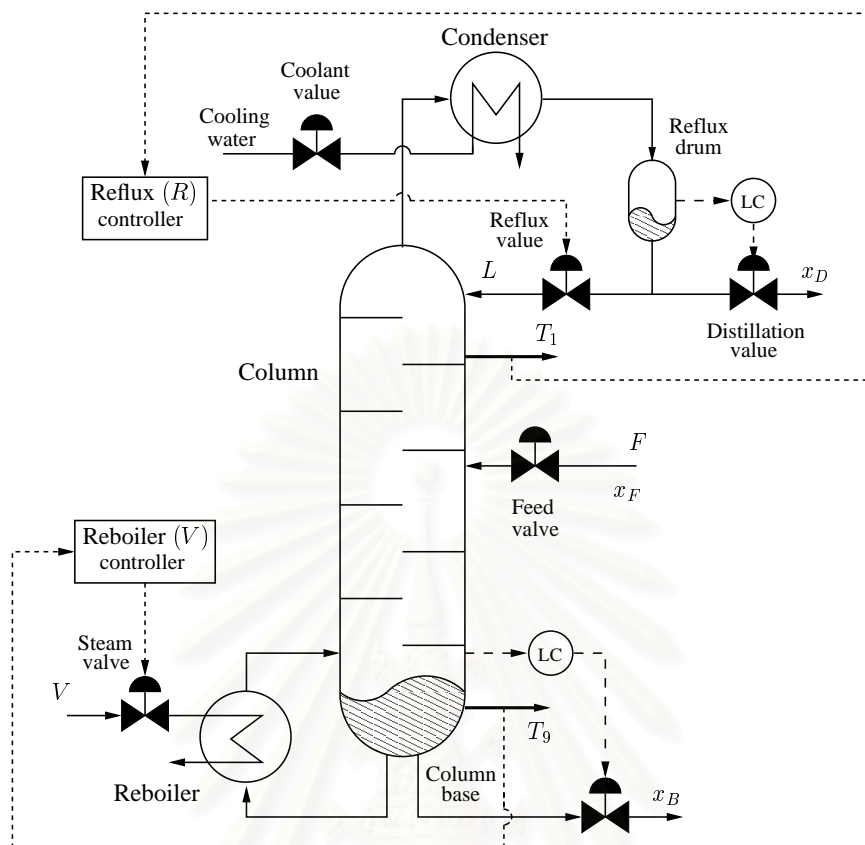 Condenser
Coolant
value
Cooling
water
Reflux
drum
LC
Reflux (R)
controller
Reflux
value
L
x_D
Distillation
value
T_1
Column
F
x_F
Feed
valve
Reboiler (V)
controller
LC
Steam
valve
V
T_9
Column
base
Reboiler
x_B